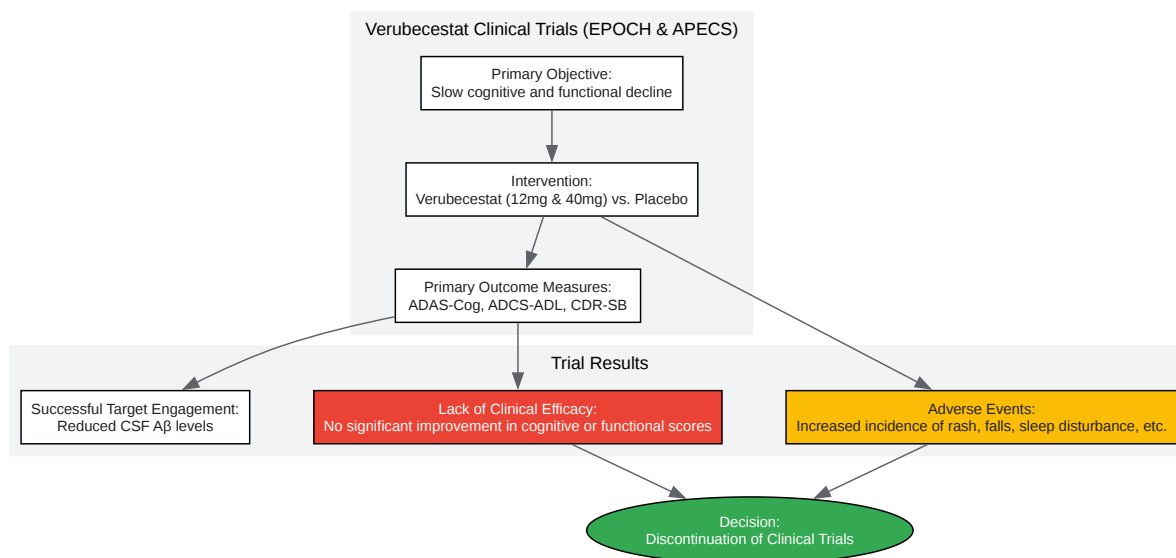 Verubecestat Clinical Trials (EPOCH & APECS)
Primary Objective:
Slow cognitive and functional decline
Intervention:
Verubecestat (12mg & 40mg) vs. Placebo
Primary Outcome Measures:
ADAS-Cog, ADCS-ADL, CDR-SB
Trial Results
Successful Target Engagement:
Reduced CSF Aβ levels
Lack of Clinical Efficacy:
No significant improvement in cognitive or functional scores
Adverse Events:
Increased incidence of rash, falls, sleep disturbance, etc.
Decision:
Discontinuation of Clinical Trials